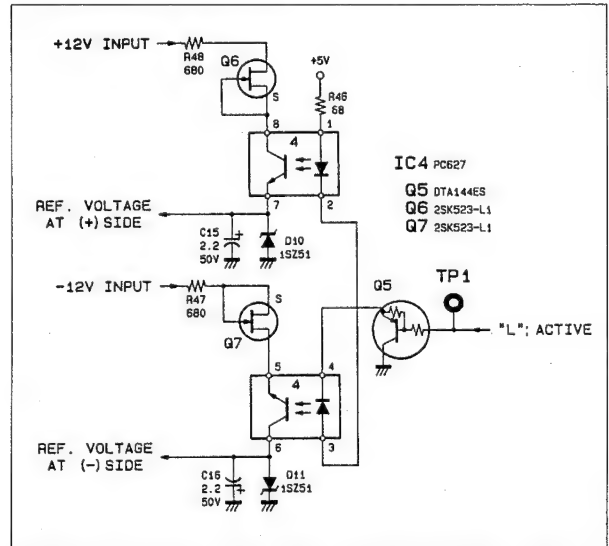 +12V INPUT
R48
680
Q6
S
+5V
R46
68
8
1
4
7
2
IC4 PC627
Q5 DTA144ES
Q6 2SK523-L1
Q7 2SK523-L1
REF. VOLTAGE
AT (+) SIDE
C15
2.2
50V
+
D10
1SZ51
-12V INPUT
R47
680
S
Q7
Q5
TP1
"L"; ACTIVE
5
4
4
6
3
REF. VOLTAGE
AT (-) SIDE
C16
2.2
50V
+
D11
1SZ51